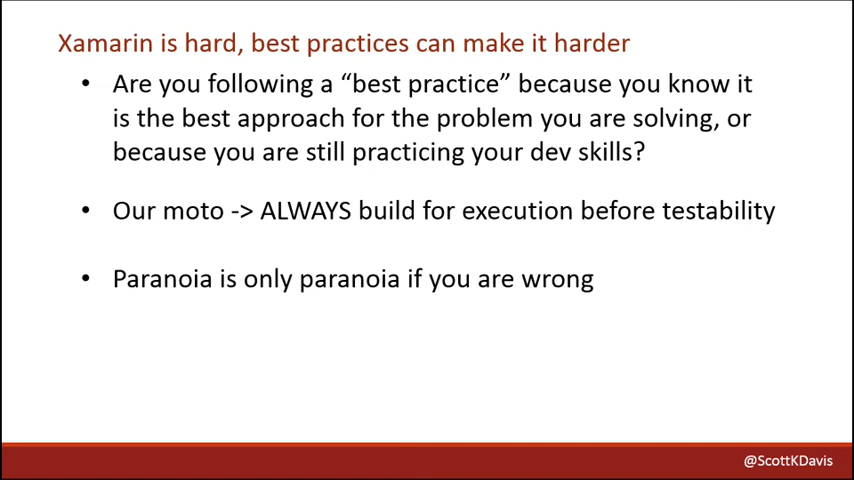 Xamarin is hard, best practices can make it harder
• Are you following a “best practice” because you know it
is the best approach for the problem you are solving, or
because you are still practicing your dev skills?
• Our moto -> ALWAYS build for execution before testability
• Paranoia is only paranoia if you are wrong
@ScottKDavis